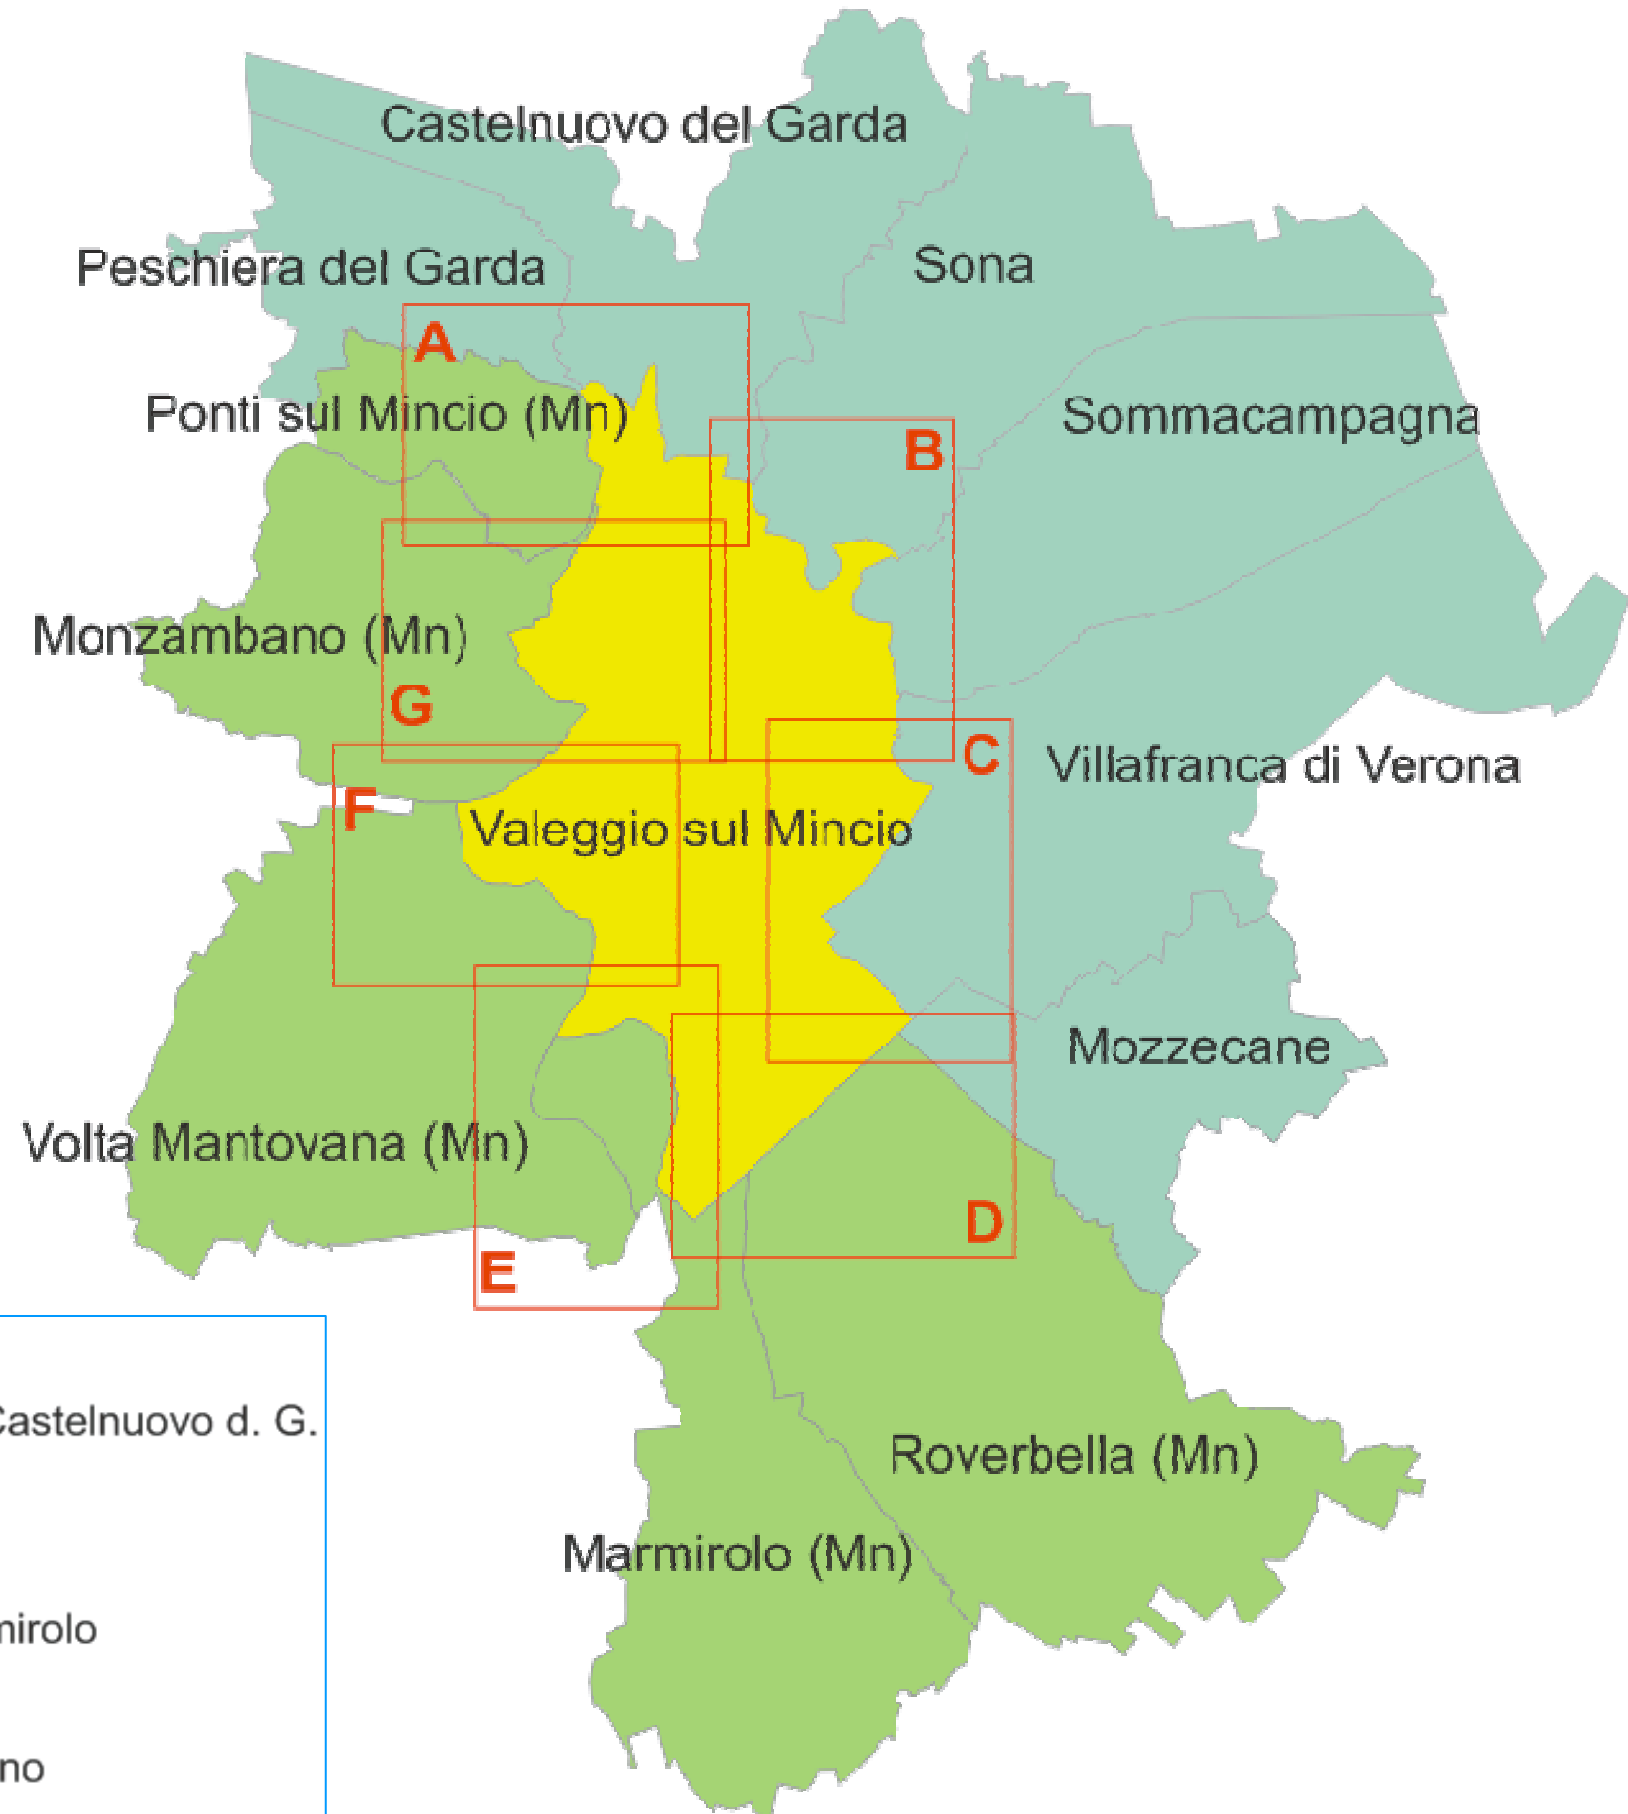 Castelnuovo del Garda
Peschiera del Garda
Sona
A
Ponti sul Mincio (Mn)
Sommacampagna
B
Monzambano (Mn)
G
C
Villafranca di Verona
F
Valeggio sul Mincio
Mozzecane
Volta Mantovana (Mn)
D
E
Castelnuovo d. G.
Roverbella (Mn)
Marmirolo (Mn)
mirolo
no